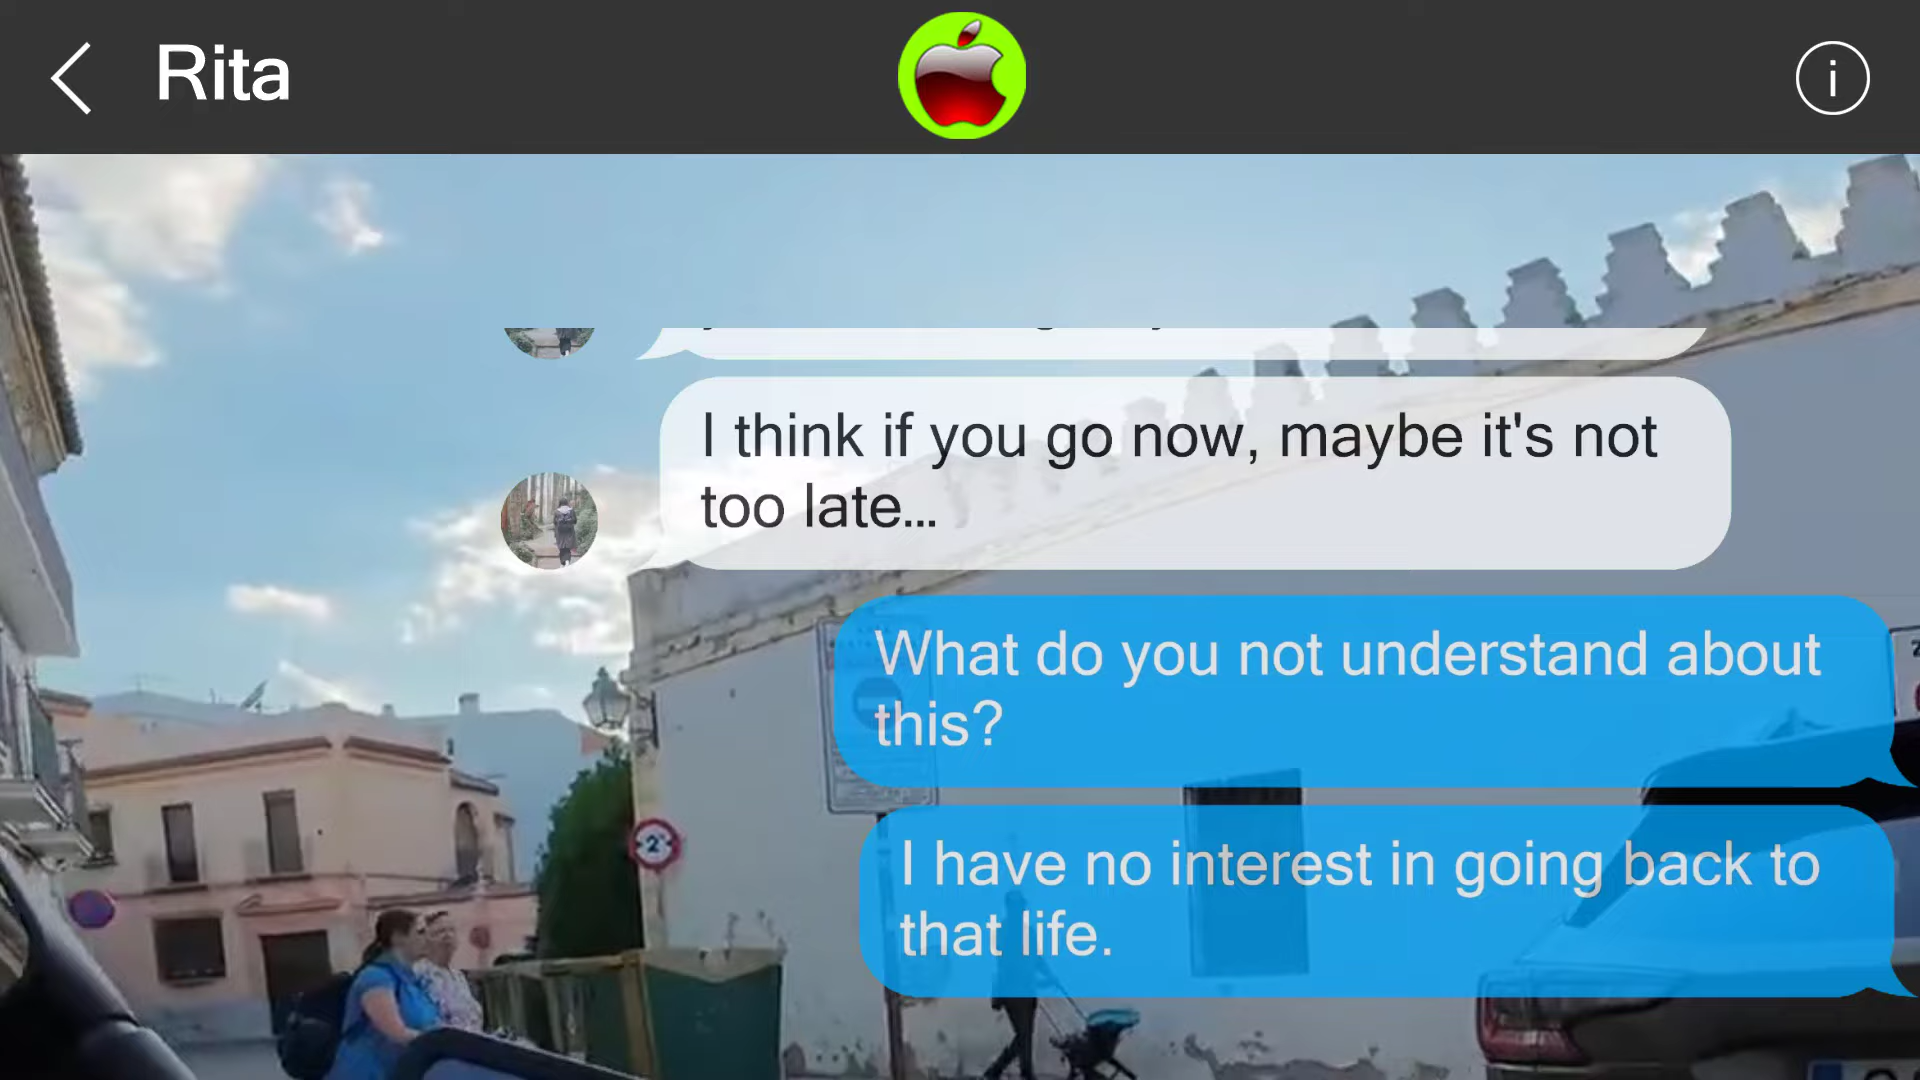 Rita
i
I think if you go now, maybe it's not
too late...
What do you not understand about
this?
I have no interest in going back to
that life.
2